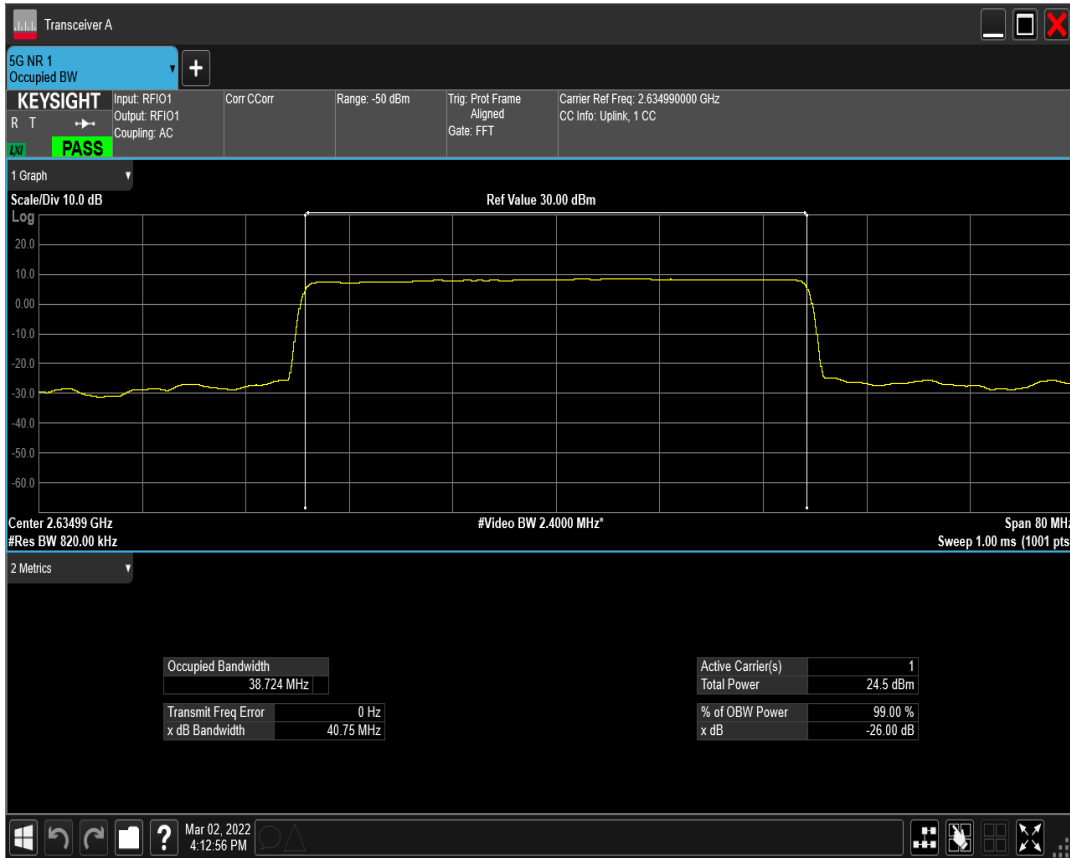 Transceiver A
5G NR 1
Occupied BW
+
KEYSIGHT
R T
LXI
PASS
Input: RFIO1
Output: RFIO1
Coupling: AC
Corr CCorr
Range: -50 dBm
Trig: Prot Frame
Aligned
Gate: FFT
Carrier Ref Freq: 2.634990000 GHz
CC Info: Uplink, 1 CC
1 Graph
Scale/Div 10.0 dB
Ref Value 30.00 dBm
Log
20.0
10.0
0.00
-10.0
-20.0
-30.0
-40.0
-50.0
-60.0
Center 2.63499 GHz
#Video BW 2.4000 MHz*
Span 80 MHz
#Res BW 820.00 kHz
Sweep 1.00 ms (1001 pts
2 Metrics
Occupied Bandwidth
38.724 MHz
Transmit Freq Error 0 Hz
x dB Bandwidth 40.75 MHz
Active Carrier(s) 1
Total Power 24.5 dBm
% of OBW Power 99.00 %
x dB -26.00 dB
?
Mar 02, 2022
4:12:56 PM